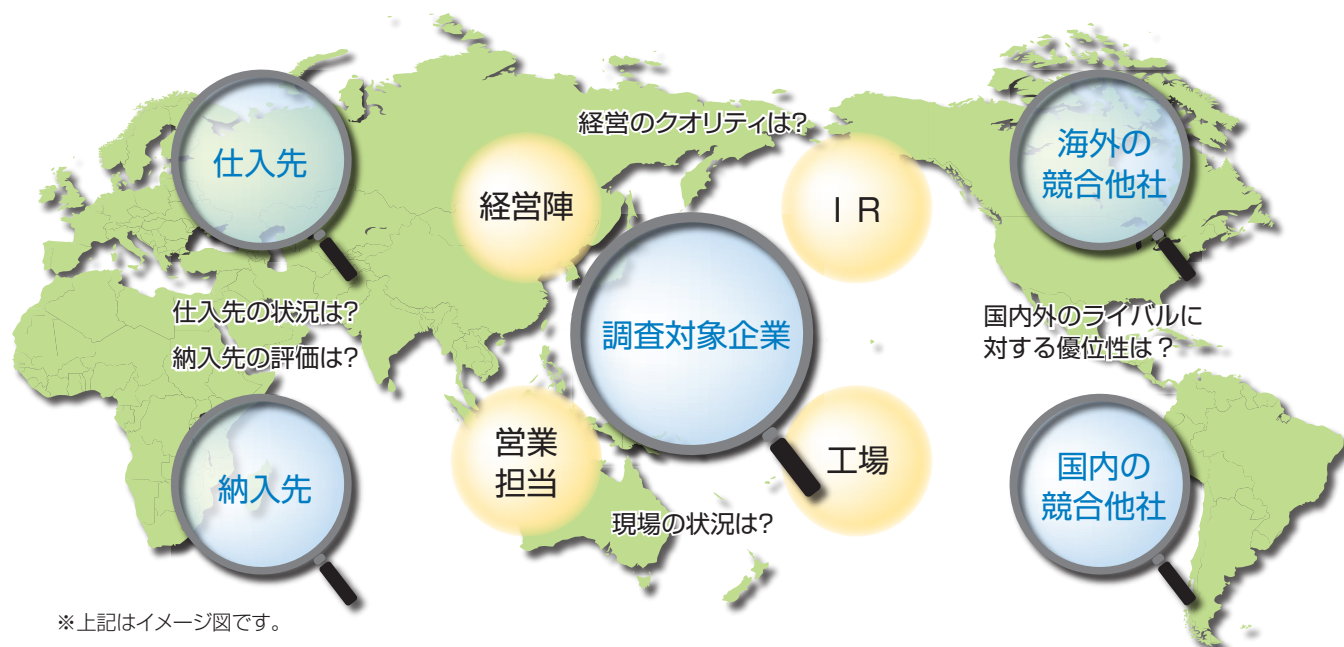 経営のクオリティは?
仕入先
経営陣
I R
海外の
競合他社
調査対象企業
仕入先の状況は?
納入先の評価は?
国内外のライバルに
対する優位性は?
納入先
営業
担当
工場
国内の
競合他社
現場の状況は?
※上記はイメージ図です。